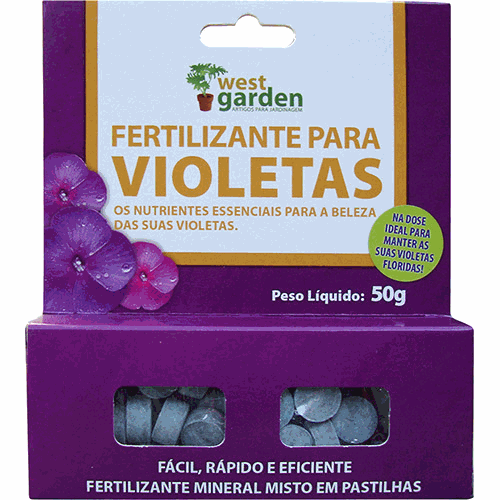 west
garden
ARTIGOS PARA JARDINAGEM
FERTILIZANTE PARA
VIOLETAS
OS NUTRIENTES ESSENCIAIS PARA A BELEZA
DAS SUAS VIOLETAS.
NA DOSE
IDEAL PARA
MANTER AS
SUAS VIOLETAS
FLORIDAS!
Peso Líquido: 50g
FÁCIL, RÁPIDO E EFICIENTE
FERTILIZANTE MINERAL MISTO EM PASTILHAS